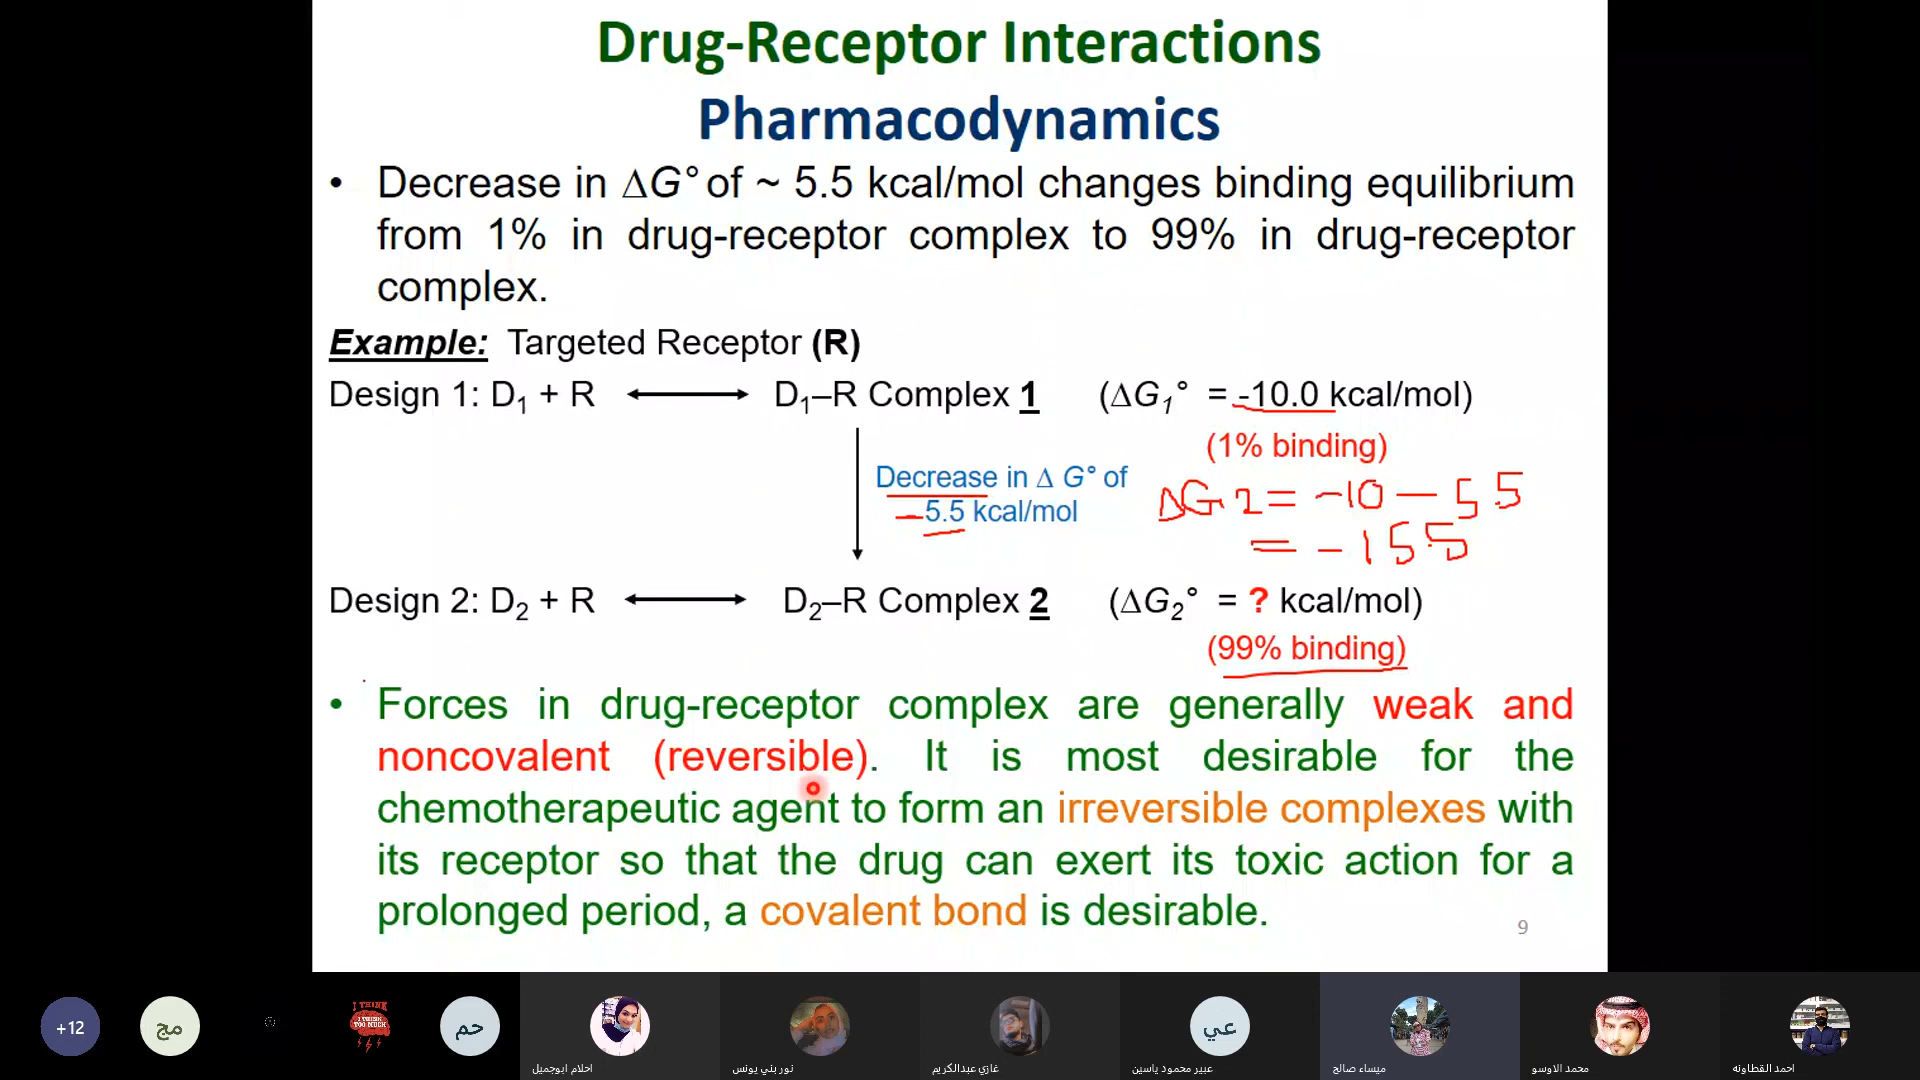 Drug-Receptor Interactions
Pharmacodynamics
• Decrease in ΔG° of ~ 5.5 kcal/mol changes binding equilibrium
from 1% in drug-receptor complex to 99% in drug-receptor
complex.
Example: Targeted Receptor (R)
Design 1: D₁ + R ⟷ D₁–R Complex 1 (ΔG₁° = -10.0 kcal/mol)
(1% binding)
Decrease in Δ G° of
– 5.5 kcal/mol
ΔG2 = -10 – 5 5
= - 15 5
Design 2: D₂ + R ⟷ D₂–R Complex 2 (ΔG₂° = ? kcal/mol)
(99% binding)
• Forces in drug-receptor complex are generally weak and
noncovalent (reversible). It is most desirable for the
chemotherapeutic agent to form an irreversible complexes with
its receptor so that the drug can exert its toxic action for a
prolonged period, a covalent bond is desirable.
9
+12
مج
I THINK
I THINK
TOO MUCH
حم
عي
احلام ابوجميل
نور بني يونس
غازي عبدالكريم
عبير محمود ياسين
ميساء صالح
محمد الاوسو
احمد القطاونه